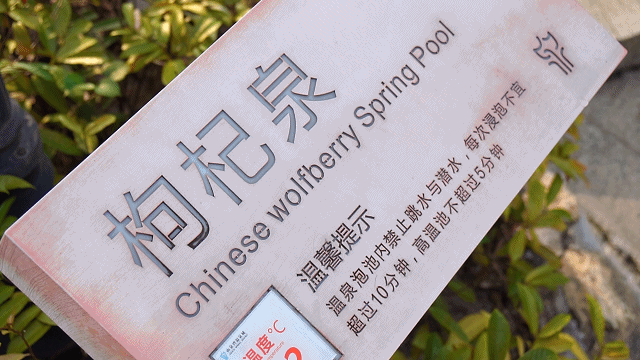 枸杞泉
Chinese wolfberry Spring Pool
温馨提示
温泉泡池内禁止跳水与潜水，每次浸泡不宜
超过10分钟，高温池不超过5分钟
温度℃